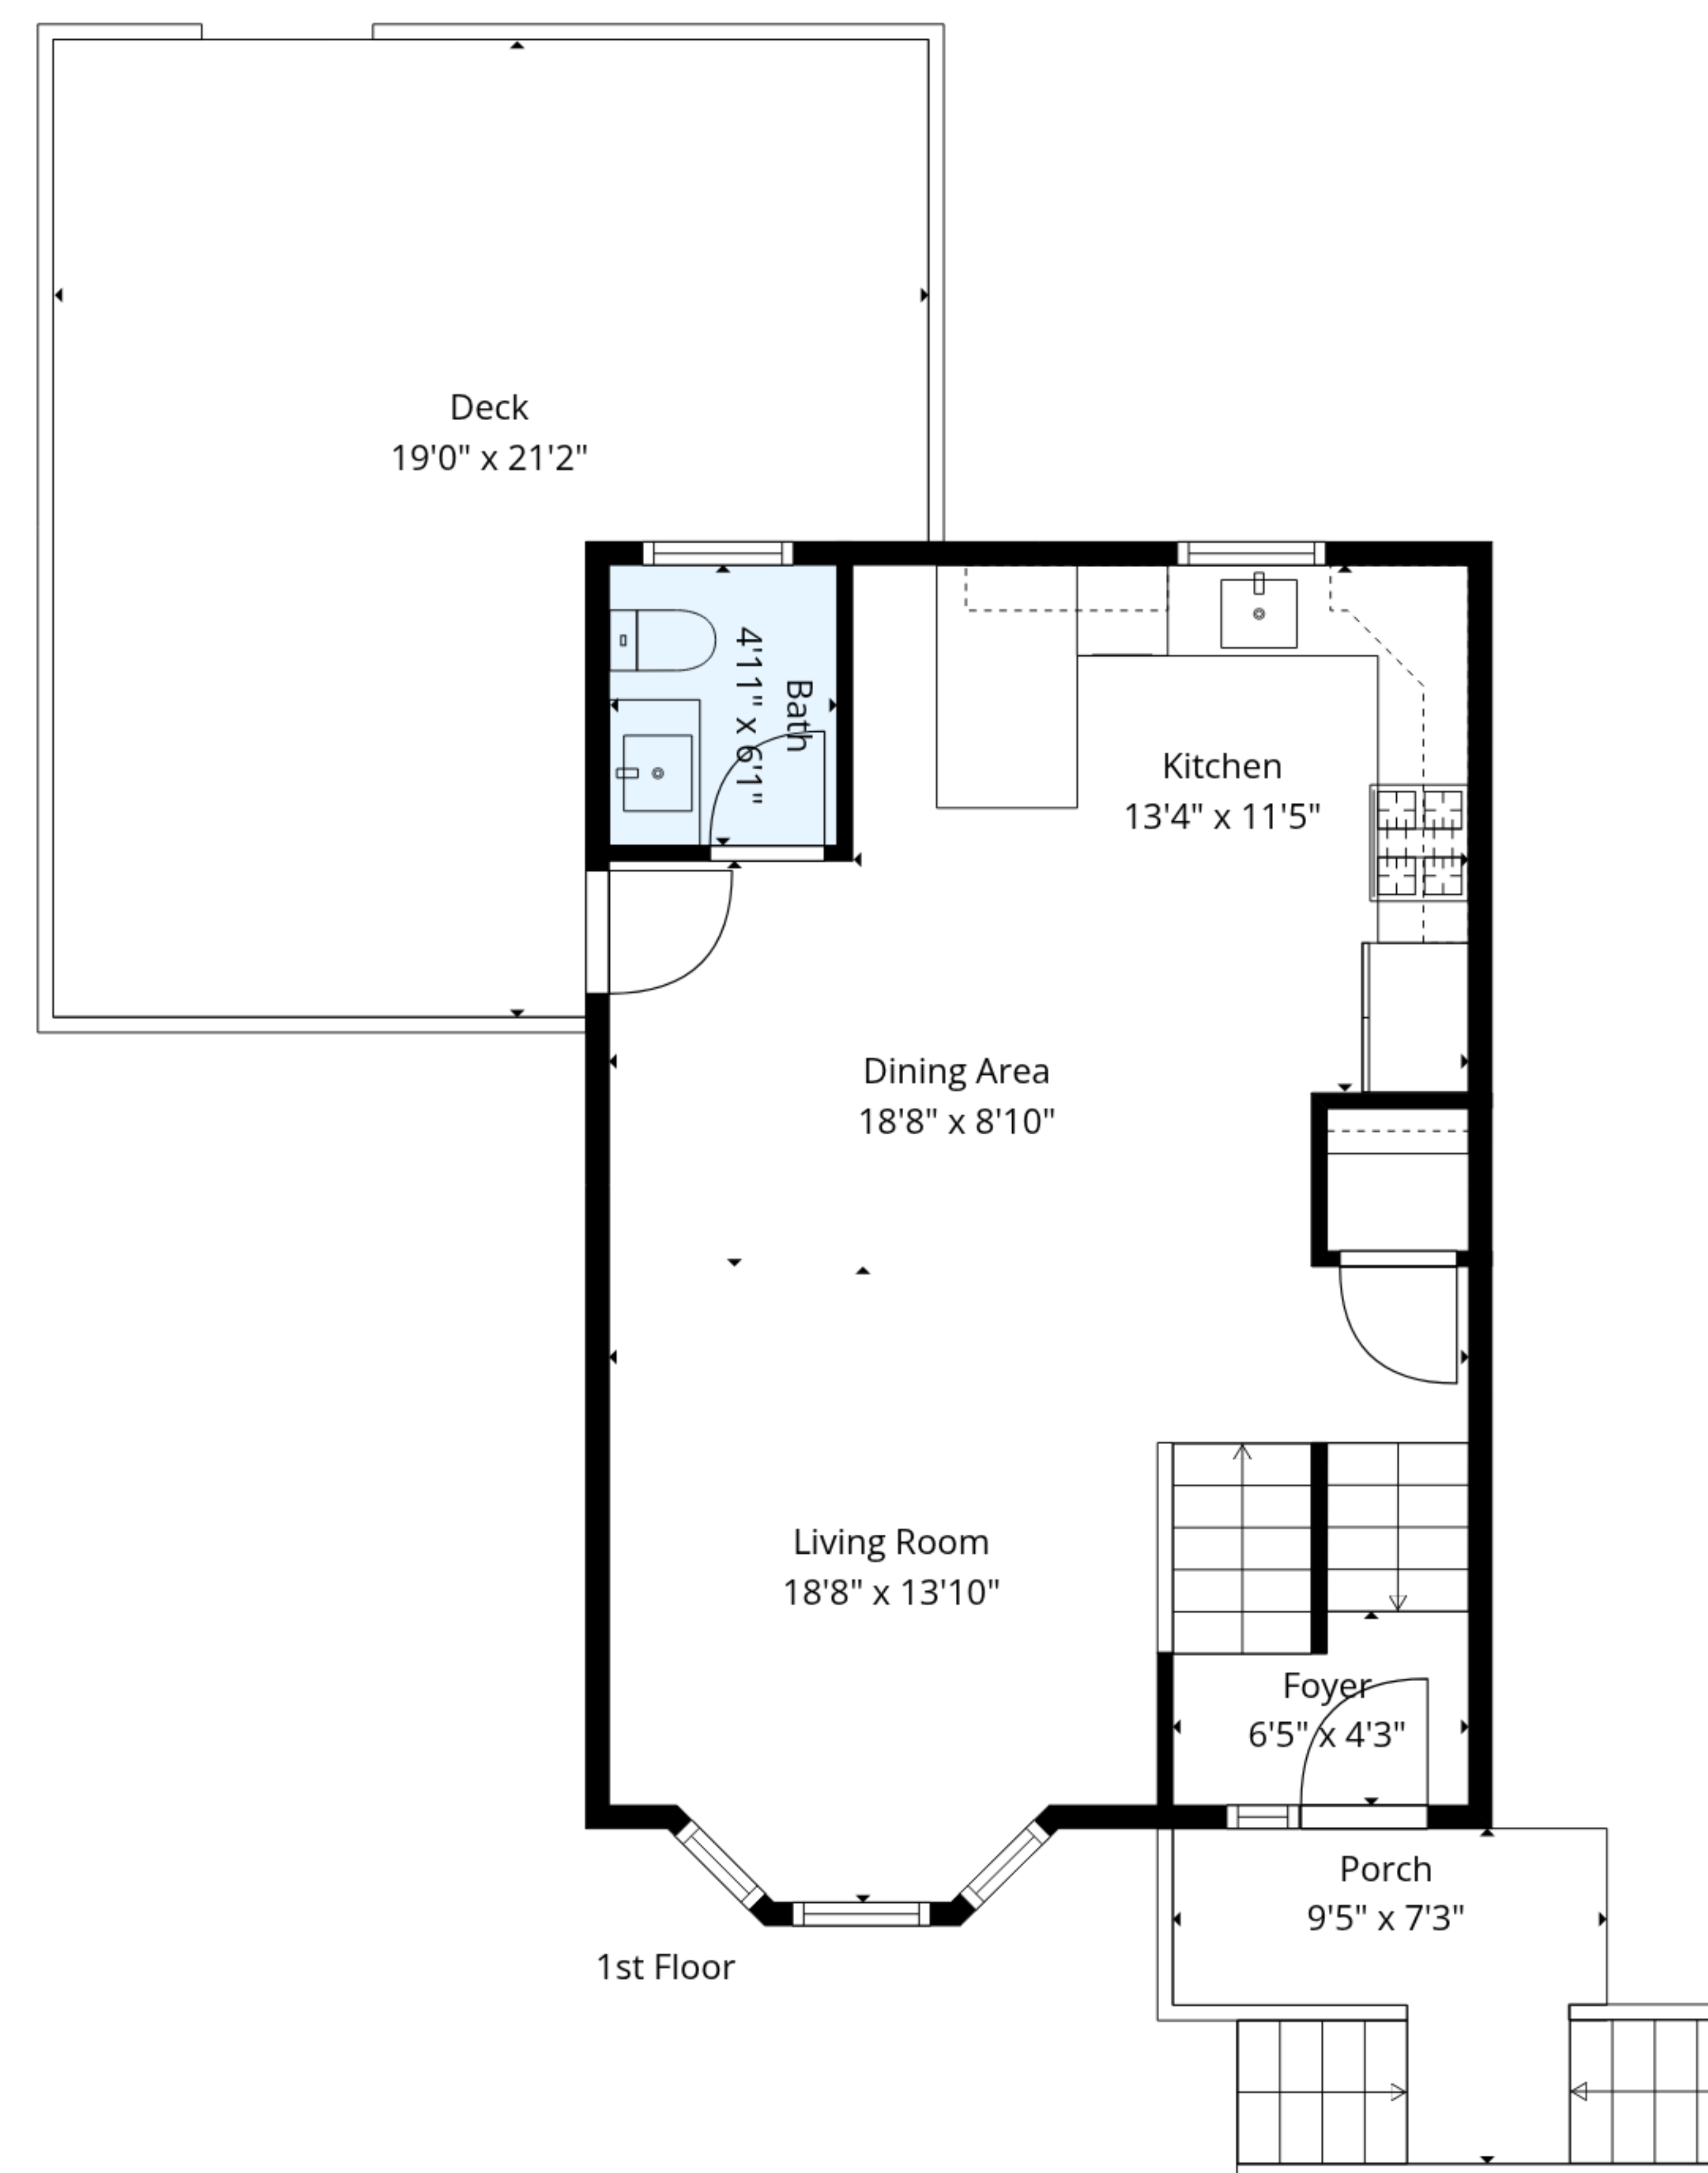 Deck
19'0" x 21'2"
Bath
4'11" x 6'1"
Kitchen
13'4" x 11'5"
Dining Area
18'8" x 8'10"
Living Room
18'8" x 13'10"
Foyer
6'5" x 4'3"
Porch
9'5" x 7'3"
1st Floor